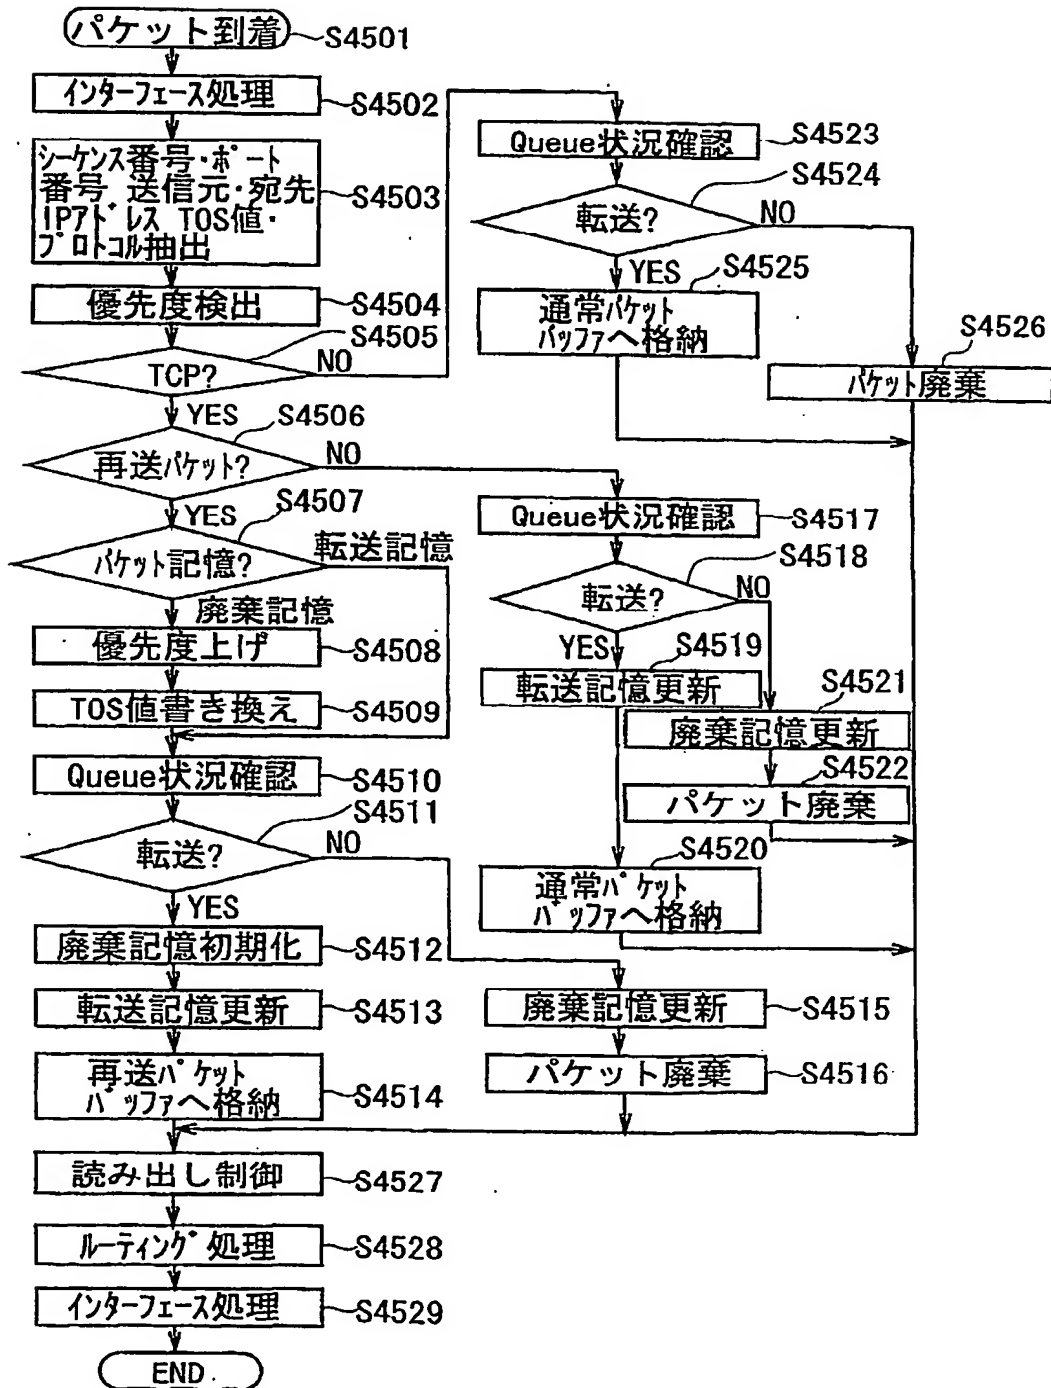 パケット到着 S4501
インターフェース処理 S4502
シーケンス番号・ポート
番号 送信元・宛先
IPアドレス TOS値・
プロトコル抽出
S4503
優先度検出 S4504
S4505
TCP?
NO
YES
S4506
再送パケット?
NO
YES
S4507
パケット記憶?
転送記憶
廃棄記憶
優先度上げ S4508
TOS値書き換え S4509
Queue状況確認 S4510
S4511
転送?
NO
YES
廃棄記憶初期化 S4512
転送記憶更新 S4513
再送パケット
バッファへ格納
S4514
Queue状況確認 S4523
S4524
転送?
NO
YES
S4525
通常パケット
バッファへ格納
S4526
パケット廃棄
Queue状況確認 S4517
S4518
転送?
NO
YES
S4519
転送記憶更新
S4521
廃棄記憶更新
S4522
パケット廃棄
S4520
通常パケット
バッファへ格納
廃棄記憶更新 S4515
パケット廃棄 S4516
読み出し制御 S4527
ルーティング処理 S4528
インターフェース処理 S4529
END